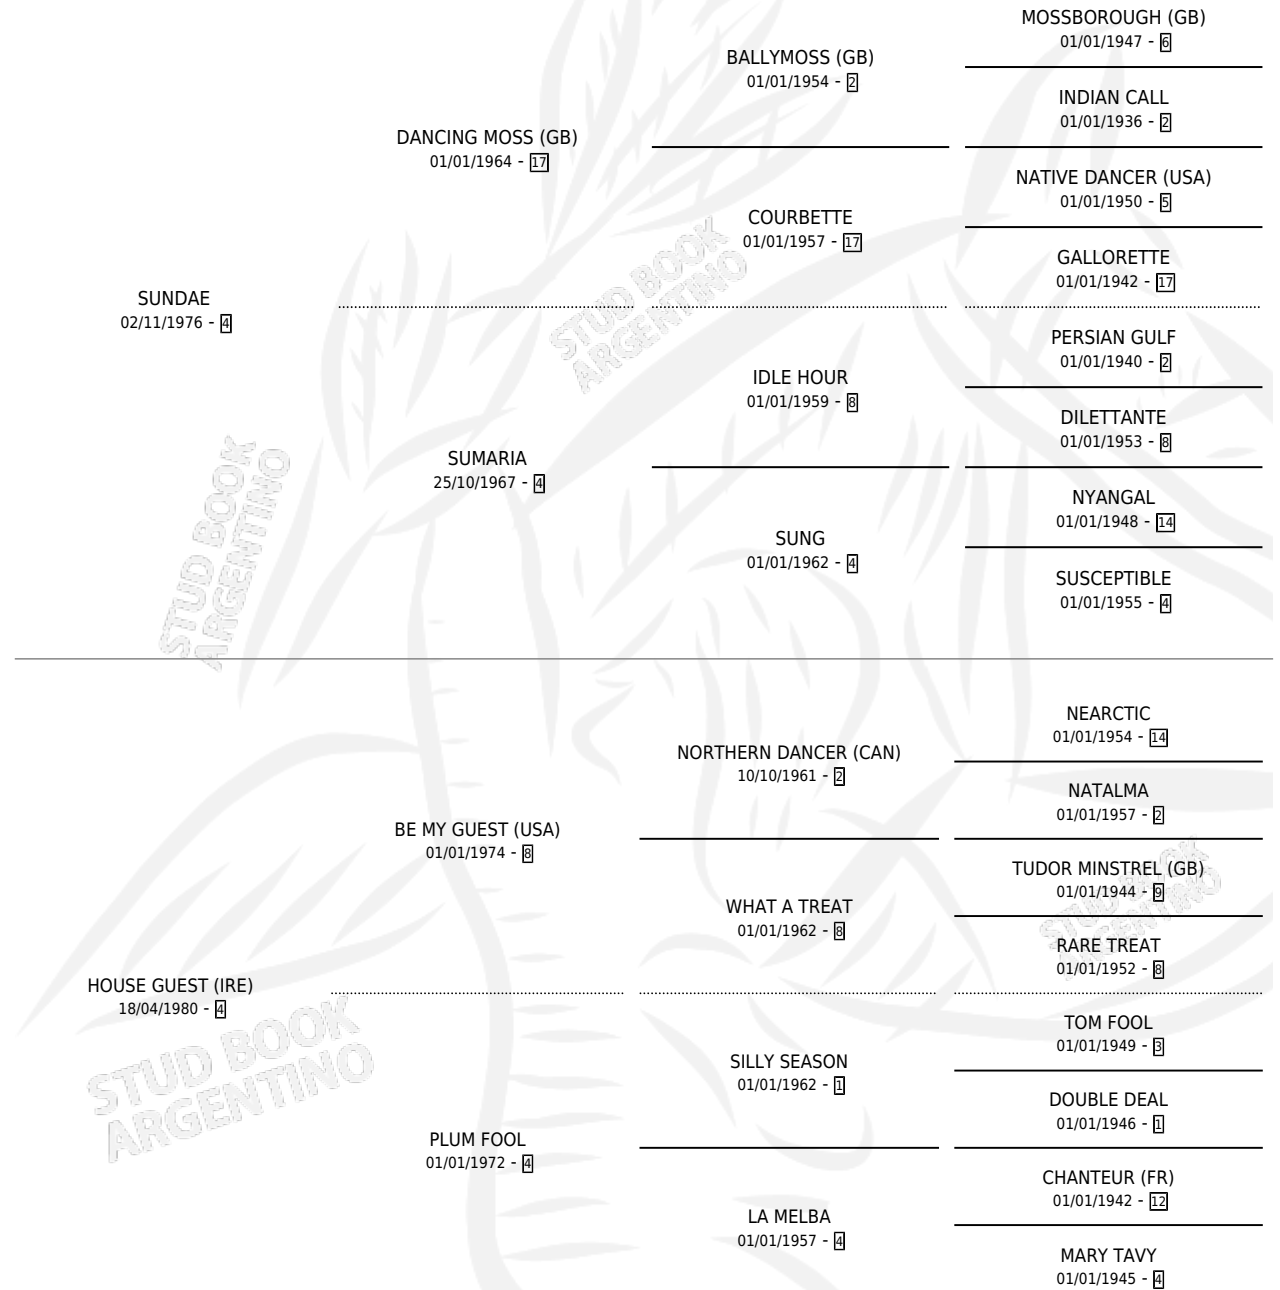 MOSSBOROUGH (GB)
01/01/1947 - 6
BALLYMOSS (GB)
01/01/1954 - 2
INDIAN CALL
01/01/1936 - 2
DANCING MOSS (GB)
01/01/1964 - 17
NATIVE DANCER (USA)
01/01/1950 - 5
COURBETTE
01/01/1957 - 17
GALLORETTE
01/01/1942 - 17
SUNDAE
02/11/1976 - 4
PERSIAN GULF
01/01/1940 - 2
IDLE HOUR
01/01/1959 - 8
DILETTANTE
01/01/1953 - 8
SUMARIA
25/10/1967 - 4
NYANGAL
01/01/1948 - 14
SUNG
01/01/1962 - 4
SUSCEPTIBLE
01/01/1955 - 4
NEARCTIC
01/01/1954 - 14
NORTHERN DANCER (CAN)
10/10/1961 - 2
NATALMA
01/01/1957 - 2
BE MY GUEST (USA)
01/01/1974 - 8
TUDOR MINSTREL (GB)
01/01/1944 - 9
WHAT A TREAT
01/01/1962 - 8
RARE TREAT
01/01/1952 - 8
HOUSE GUEST (IRE)
18/04/1980 - 4
TOM FOOL
01/01/1949 - 3
SILLY SEASON
01/01/1962 - 1
DOUBLE DEAL
01/01/1946 - 1
PLUM FOOL
01/01/1972 - 4
CHANTEUR (FR)
01/01/1942 - 12
LA MELBA
01/01/1957 - 4
MARY TAVY
01/01/1945 - 4
STUD BOOK
ARGENTINO
STUD BOOK
ARGENTINO
STUD BOOK
ARGENTINO
STUD BOOK
ARGENTINO